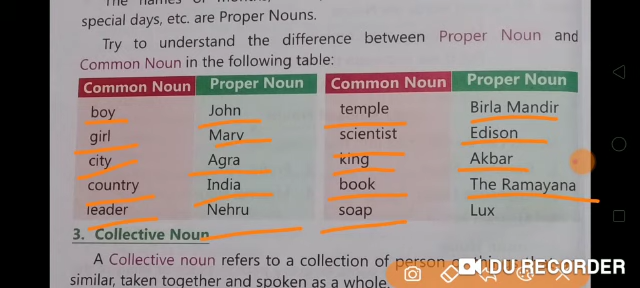 special days, etc. are Proper Nouns.
Try to understand the difference between Proper Noun and
Common Noun in the following table:
Common Noun Proper Noun Common Noun Proper Noun
boy John temple Birla Mandir
girl Mary scientist Edison
city Agra king Akbar
country India book The Ramayana
leader Nehru soap Lux
3. Collective Noun
A Collective noun refers to a collection of person
similar, taken together and spoken as a whole.
DU RECORDER